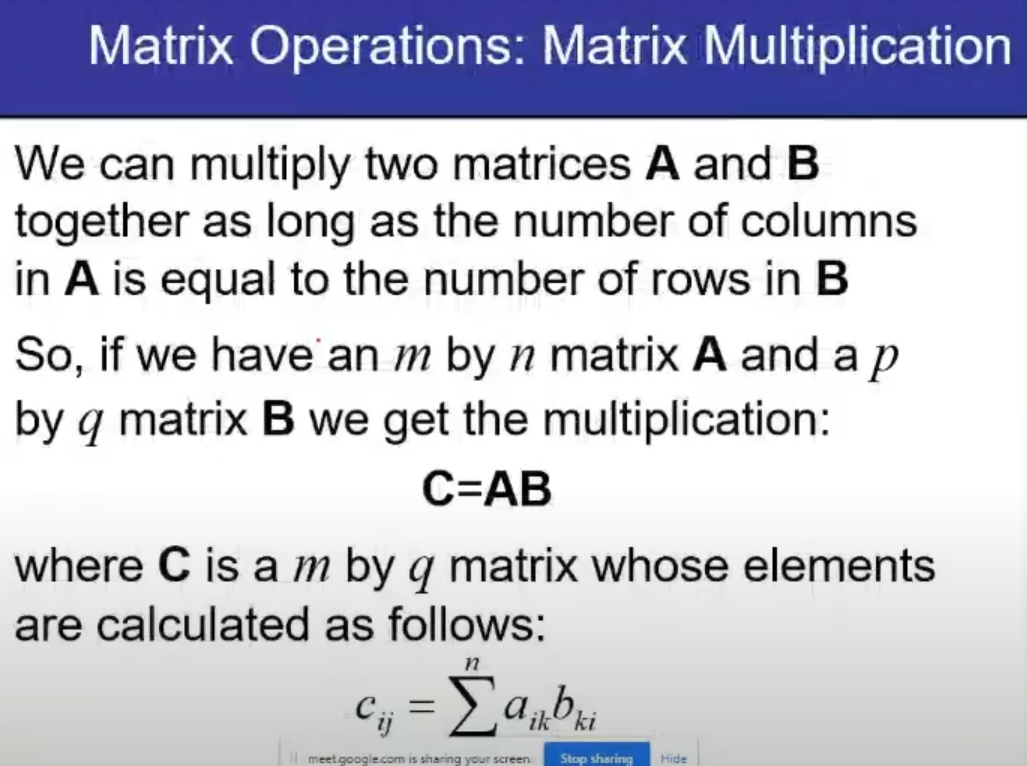 Matrix Operations: Matrix Multiplication
We can multiply two matrices A and B
together as long as the number of columns
in A is equal to the number of rows in B
So, if we have an m by n matrix A and a p
by q matrix B we get the multiplication:
C=AB
where C is a m by q matrix whose elements
are calculated as follows:
n
c_{ij} = ∑ a_{ik} b_{ki}
meet.google.com is sharing your screen. Stop sharing Hide